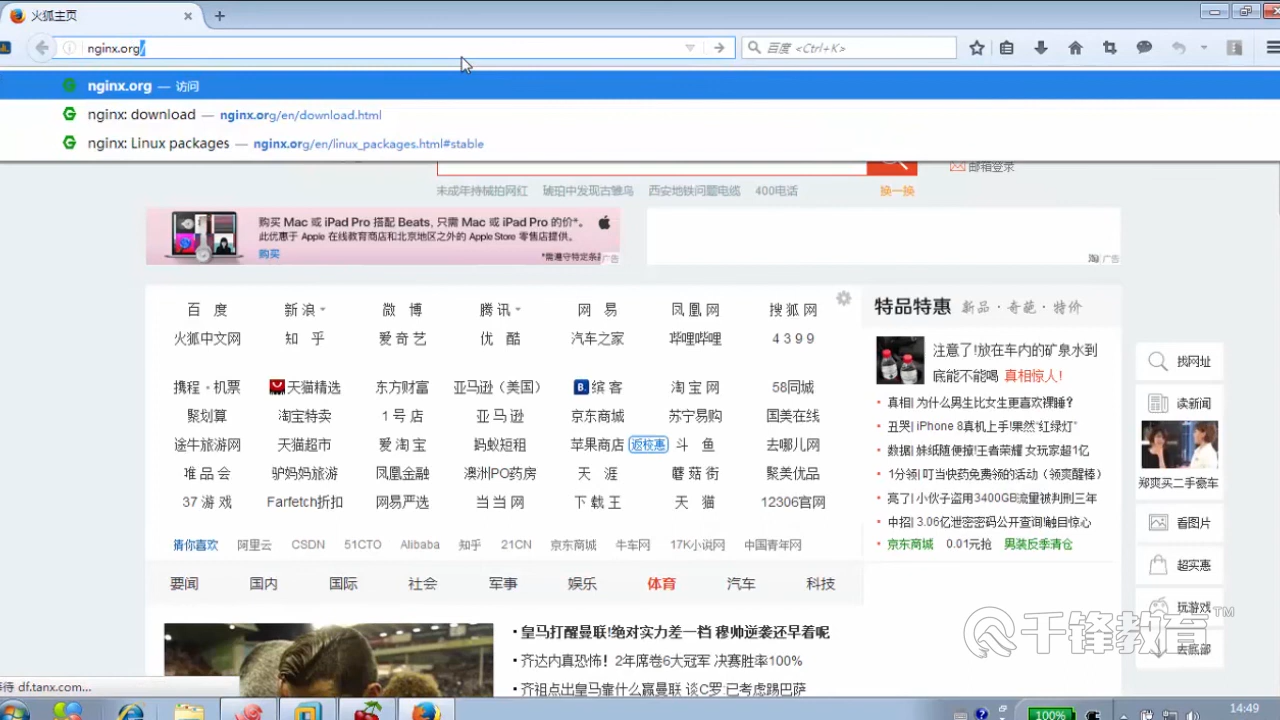 火狐主页
nginx.org/
百度 <Ctrl+K>
nginx.org — 访问
nginx: download — nginx.org/en/download.html
nginx: Linux packages — nginx.org/en/linux_packages.html#stable
邮箱登录
未成年持械拍网红 琥珀中发现古雏鸟 西安地铁问题电缆 400电话 换一换
购买 Mac 或 iPad Pro 搭配 Beats, 只需 Mac 或 iPad Pro 的价*。
此优惠于 Apple 在线教育商店和北京地区之外的 Apple Store 零售店提供。
购买
*需遵守特定条 广告
淘 广告
百度 新浪 微博 腾讯 网易 凤凰网 搜狐网
火狐中文网 知乎 爱奇艺 优酷 汽车之家 哔哩哔哩 4399
携程·机票 天猫精选 东方财富 亚马逊(美国) B. 缤客 淘宝网 58同城
聚划算 淘宝特卖 1号店 亚马逊 京东商城 苏宁易购 国美在线
途牛旅游网 天猫超市 爱淘宝 蚂蚁短租 苹果商店 返校惠 斗鱼 去哪儿网
唯品会 驴妈妈旅游 凤凰金融 澳洲PO药房 天涯 蘑菇街 聚美优品
37游戏 Farfetch折扣 网易严选 当当网 下载王 天猫 12306官网
猜你喜欢 阿里云 CSDN 51CTO Alibaba 知乎 21CN 京东商城 牛车网 17K小说网 中国青年网
要闻 国内 国际 社会 军事 娱乐 体育 汽车 科技
皇马打醒曼联!绝对实力差一档 穆帅逆袭还早着呢
齐达内真恐怖！2年席卷6大冠军 决赛胜率100%
齐祖点出皇马靠什么赢曼联 谈C罗:已考虑踢巴萨
特品特惠 新品·奇葩·特价
注意了!放在车内的矿泉水到
底能不能喝 真相惊人!
真相| 为什么男生比女生更喜欢裸睡？
丑哭| iPhone 8真机上手!果然"红绿灯"
数据| 妹纸随便撞!王者荣耀 女玩家超1亿
1分领| 叮当快药免费领的活动（领完醒棒）
亮了| 小伙子盗用3400GB流量被判刑三年
中招| 3.06亿泄密密码公开查询!触目惊心
京东商城 0.01元抢 男装反季清仓
找网址
读新闻
郑爽买二手豪车
看图片
超实惠
玩游戏
去底部
千锋教育™
等待 df.tanx.com...
100%
14:49